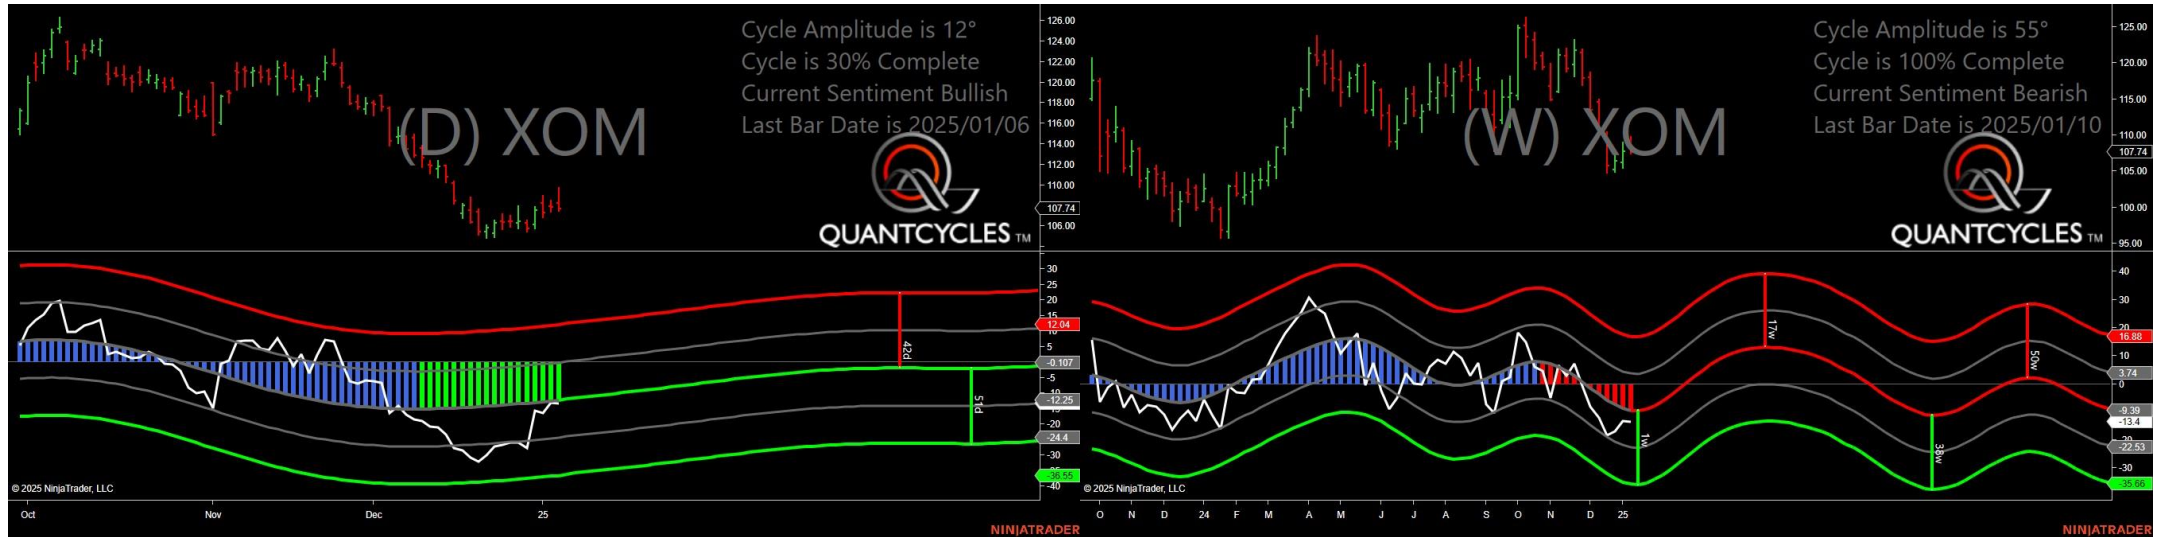 Cycle Amplitude is 12°
Cycle is 30% Complete
Current Sentiment Bullish
Last Bar Date is 2025/01/06
(D) XOM
QUANTCYCLES TM
126.00
124.00
122.00
120.00
118.00
116.00
114.00
112.00
110.00
107.74
106.00
30
25
20
15
12.04
5
-0.107
-5
-12.25
-20
-24.4
-30
-36.55
-40
42d
51d
© 2025 NinjaTrader, LLC
Oct
Nov
Dec
25
NINJATRADER
Cycle Amplitude is 55°
Cycle is 100% Complete
Current Sentiment Bearish
Last Bar Date is 2025/01/10
(W) XOM
QUANTCYCLES TM
125.00
120.00
115.00
110.00
107.74
105.00
100.00
95.00
40
30
20
16.88
10
3.74
0
-9.39
-13.4
-22.53
-30
-35.66
1w
17w
38w
50w
© 2025 NinjaTrader, LLC
O N D 24 F M A M J J A S O N D 25
NINJATRADER